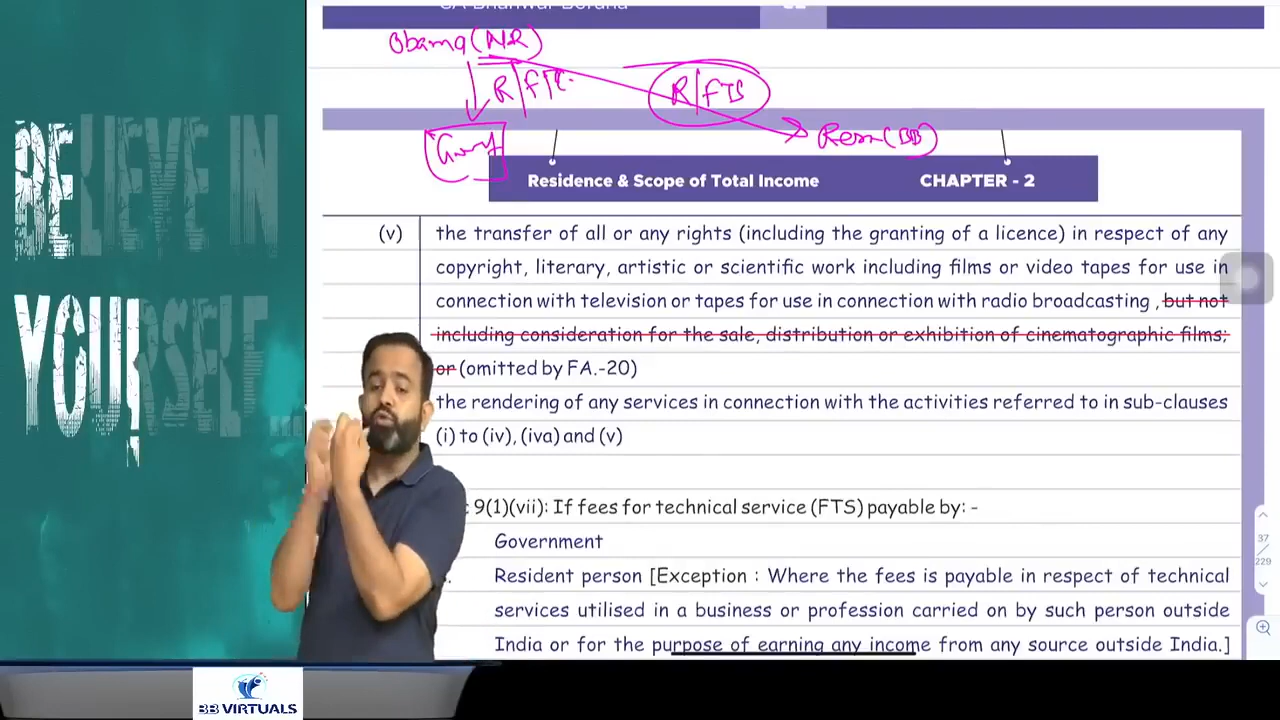 BELIEVE IN
YOURSELF...
Obama (NR)
R/FTS
R/FTS
Resi (BB)
Residence & Scope of Total Income CHAPTER - 2
(v) the transfer of all or any rights (including the granting of a licence) in respect of any
copyright, literary, artistic or scientific work including films or video tapes for use in
connection with television or tapes for use in connection with radio broadcasting , but not
including consideration for the sale, distribution or exhibition of cinematographic films;
or (omitted by FA.-20)
the rendering of any services in connection with the activities referred to in sub-clauses
(i) to (iv), (iva) and (v)
9(1)(vii): If fees for technical service (FTS) payable by: -
Government
Resident person [Exception : Where the fees is payable in respect of technical
services utilised in a business or profession carried on by such person outside
India or for the purpose of earning any income from any source outside India.]
37
229
BB VIRTUALS